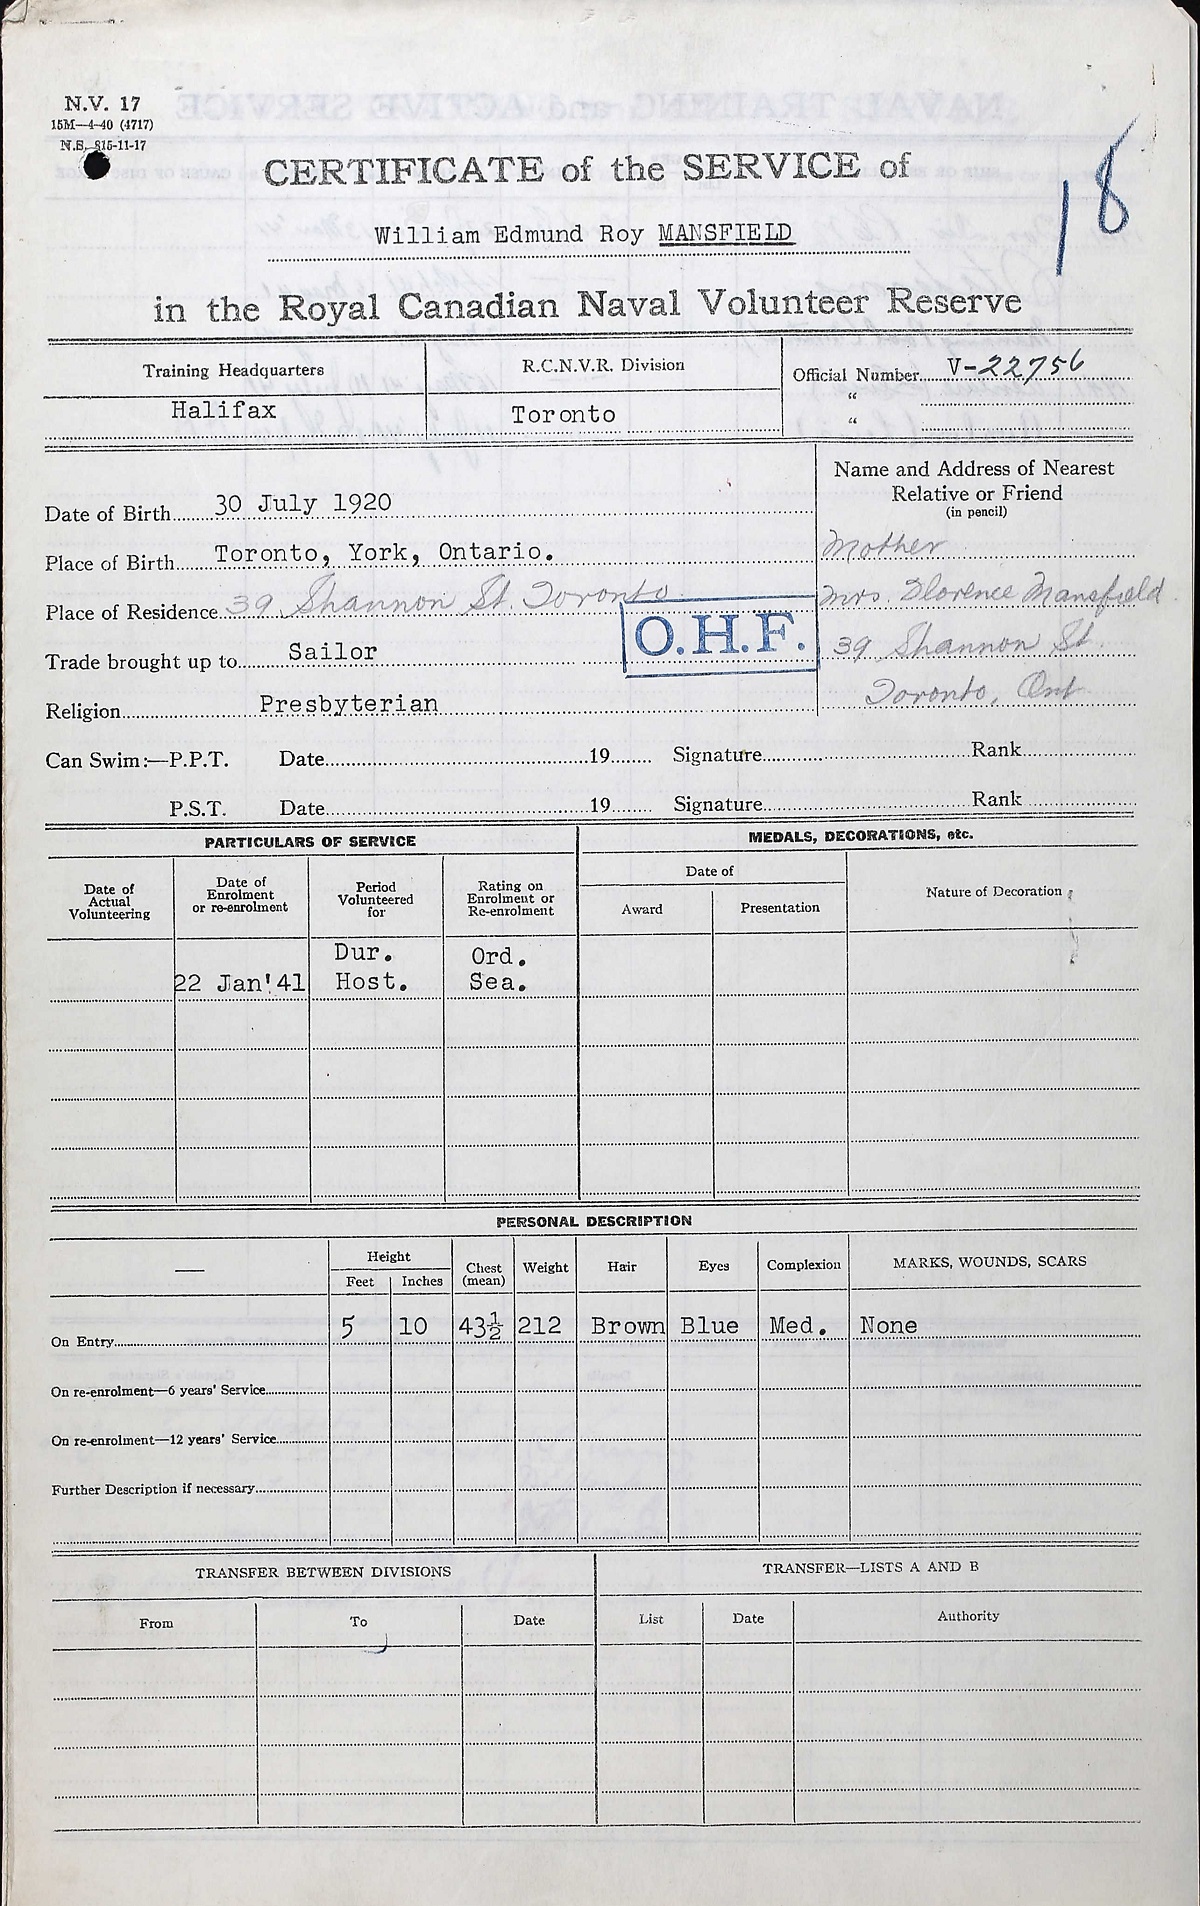 N.V. 17
15M—4-40 (4717)
N.S. 815-11-17
18
CERTIFICATE of the SERVICE of
William Edmund Roy MANSFIELD
in the Royal Canadian Naval Volunteer Reserve
Training Headquarters
Halifax
R.C.N.V.R. Division
Toronto
Official Number V-22756
"
"
Date of Birth 30 July 1920
Place of Birth Toronto, York, Ontario.
Place of Residence 39 Shannon St. Toronto
Trade brought up to Sailor
O.H.F.
Religion Presbyterian
Name and Address of Nearest
Relative or Friend
(in pencil)
Mother
Mrs. Florence Mansfield
39 Shannon St.
Toronto, Ont
Can Swim:—P.P.T. Date 19 Signature Rank
P.S.T. Date 19 Signature Rank
PARTICULARS OF SERVICE
Date of
Actual
Volunteering
Date of
Enrolment
or re-enrolment
Period
Volunteered
for
Rating on
Enrolment or
Re-enrolment
22 Jan'41
Dur.
Host.
Ord.
Sea.
MEDALS, DECORATIONS, etc.
Date of
Award
Presentation
Nature of Decoration
PERSONAL DESCRIPTION
—
Height
Feet
Inches
Chest
(mean)
Weight
Hair
Eyes
Complexion
MARKS, WOUNDS, SCARS
On Entry 5 10 43½ 212 Brown Blue Med. None
On re-enrolment—6 years' Service
On re-enrolment—12 years' Service
Further Description if necessary
TRANSFER BETWEEN DIVISIONS
From
To
Date
TRANSFER—LISTS A AND B
List
Date
Authority